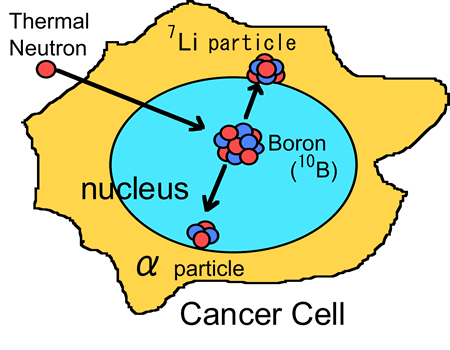 Thermal
Neutron
⁷Li particle
Boron
(¹⁰B)
nucleus
α particle
Cancer Cell